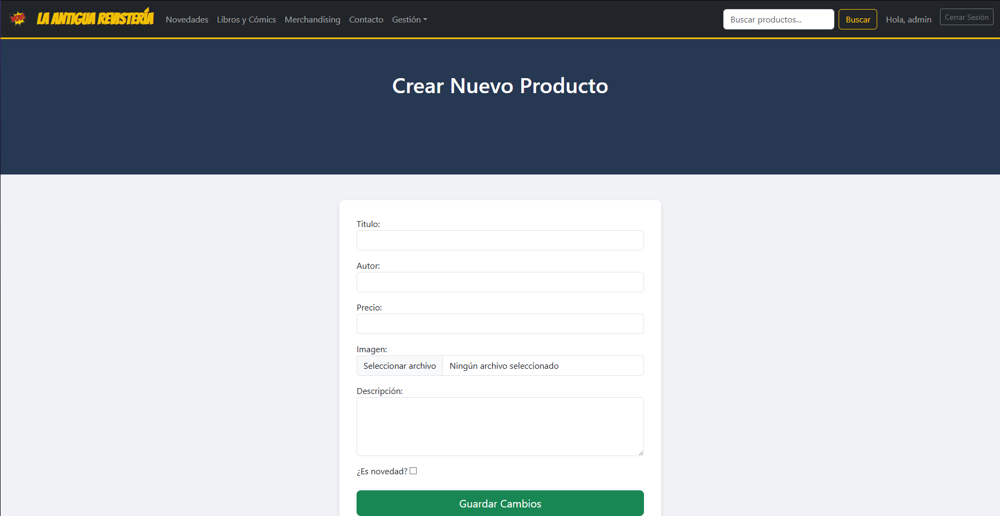 WOW!
LA ANTIGUA REVISTERÍA
Novedades
Libros y Cómics
Merchandising
Contacto
Gestión
Buscar productos...
Buscar
Hola, admin
Cerrar Sesión
Crear Nuevo Producto
Titulo:
Autor:
Precio:
Imagen:
Seleccionar archivo
Ningún archivo seleccionado
Descripción:
¿Es novedad?
Guardar Cambios